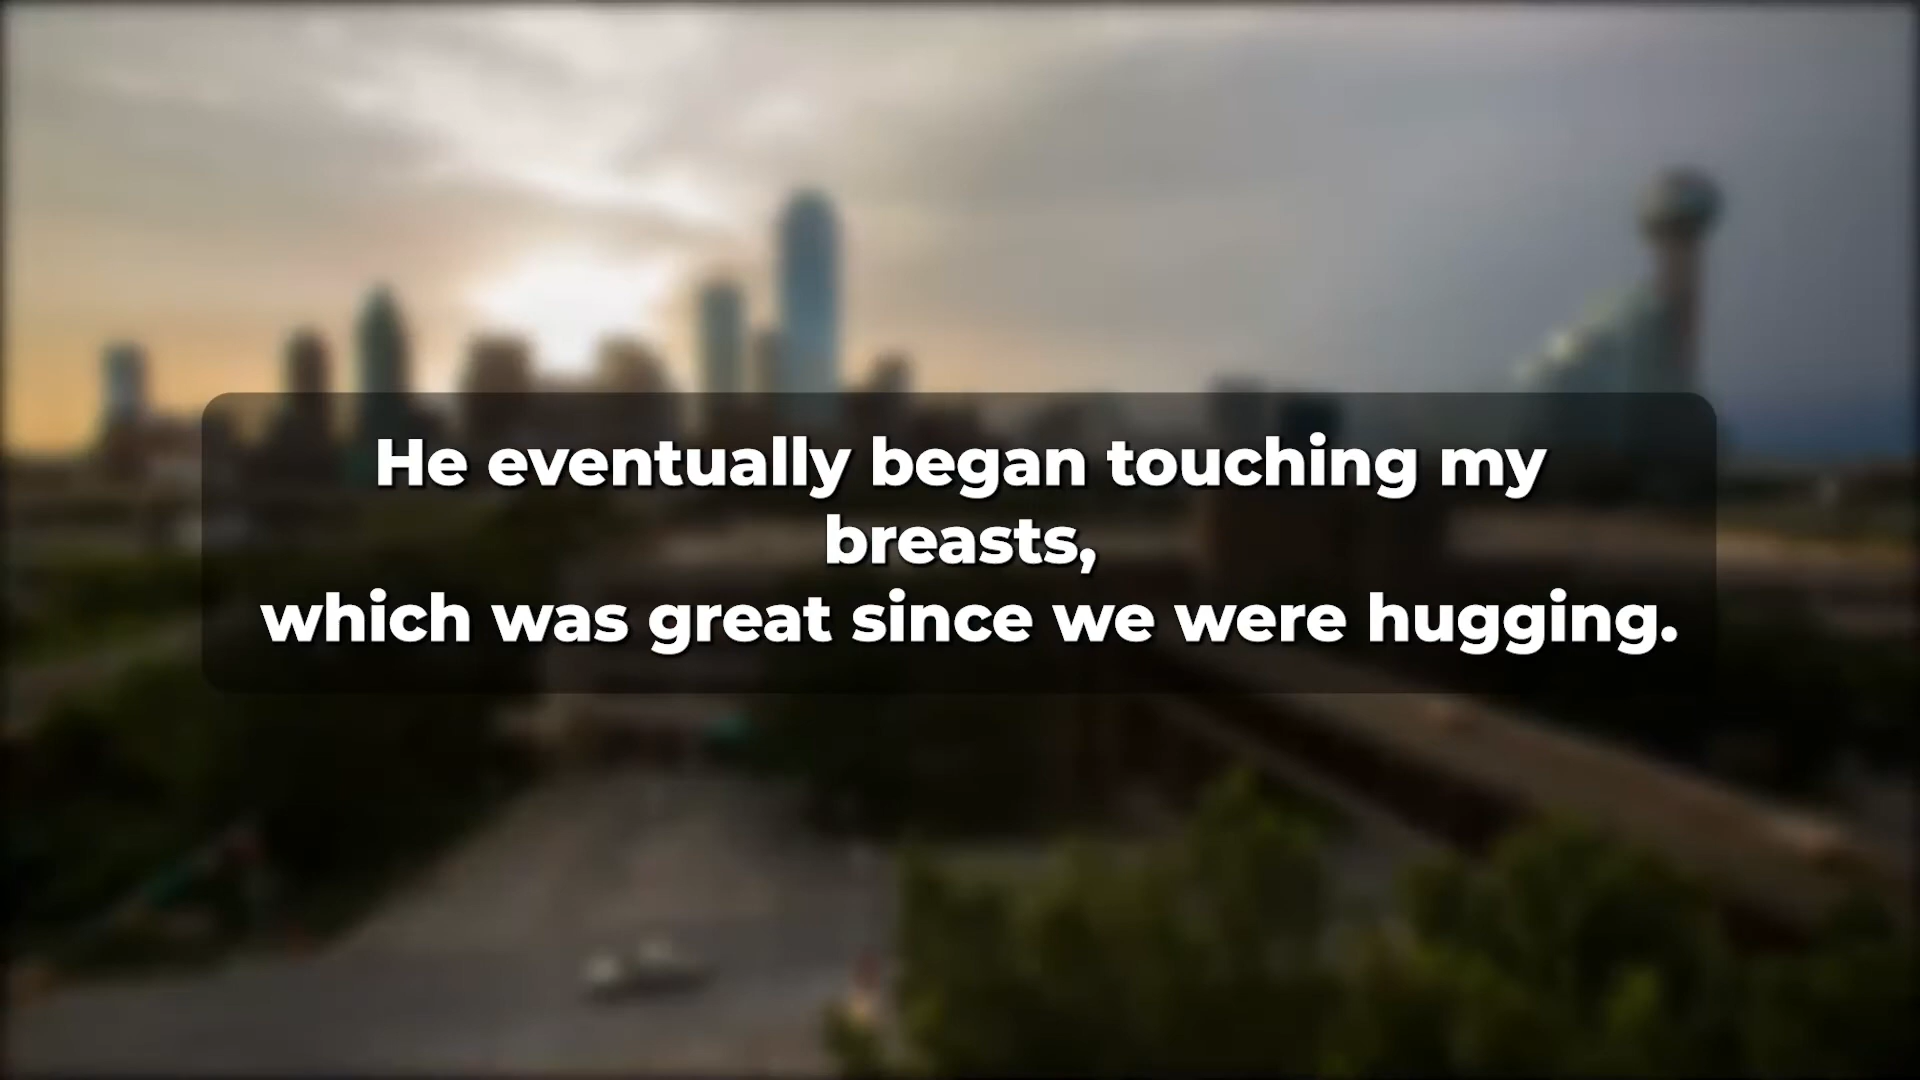 He eventually began touching my
breasts,
which was great since we were hugging.